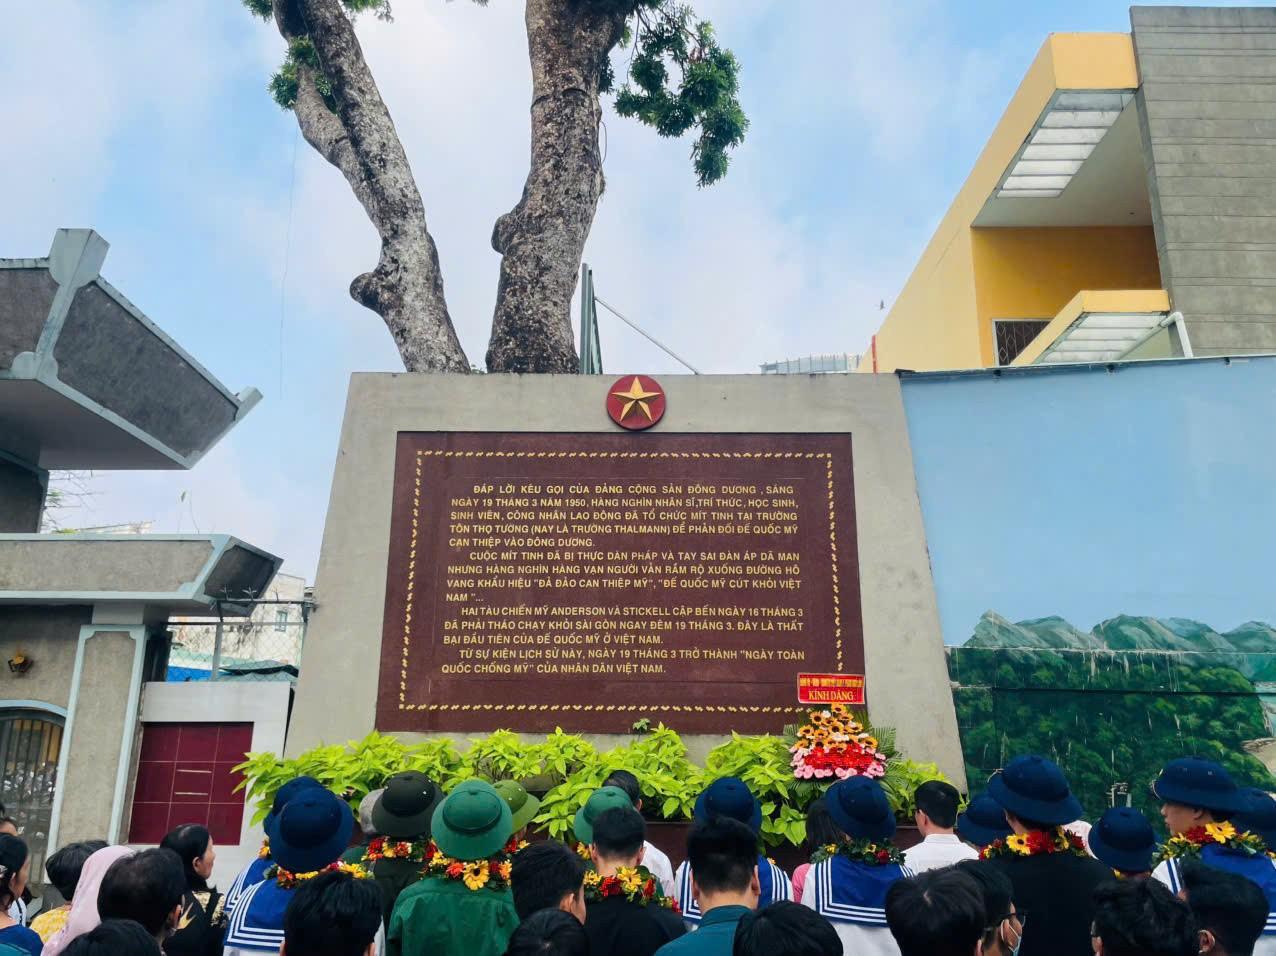 ĐÁP LỜI KÊU GỌI CỦA ĐẢNG CỘNG SẢN ĐÔNG DƯƠNG , SÁNG
NGÀY 19 THÁNG 3 NĂM 1950, HÀNG NGHÌN NHÂN SĨ,TRÍ THỨC, HỌC SINH,
SINH VIÊN, CÔNG NHÂN LAO ĐỘNG ĐÃ TỔ CHỨC MÍT TINH TẠI TRƯỜNG
TÔN THỌ TƯỜNG (NAY LÀ TRƯỜNG THALMANN) ĐỂ PHẢN ĐỐI ĐẾ QUỐC MỸ
CAN THIỆP VÀO ĐÔNG DƯƠNG.
CUỘC MÍT TINH ĐÃ BỊ THỰC DÂN PHÁP VÀ TAY SAI ĐÀN ÁP DÃ MAN
NHƯNG HÀNG NGHÌN HÀNG VẠN NGƯỜI VẪN RẦM RỘ XUỐNG ĐƯỜNG HÔ
VANG KHẨU HIỆU "ĐẢ ĐẢO CAN THIỆP MỸ", "ĐẾ QUỐC MỸ CÚT KHỎI VIỆT
NAM "...
HAI TÀU CHIẾN MỸ ANDERSON VÀ STICKELL CẬP BẾN NGÀY 16 THÁNG 3
ĐÃ PHẢI THÁO CHẠY KHỎI SÀI GÒN NGAY ĐÊM 19 THÁNG 3. ĐÂY LÀ THẤT
BẠI ĐẦU TIÊN CỦA ĐẾ QUỐC MỸ Ở VIỆT NAM.
TỪ SỰ KIỆN LỊCH SỬ NÀY, NGÀY 19 THÁNG 3 TRỞ THÀNH "NGÀY TOÀN
QUỐC CHỐNG MỸ" CỦA NHÂN DÂN VIỆT NAM.
KÍNH DÂNG